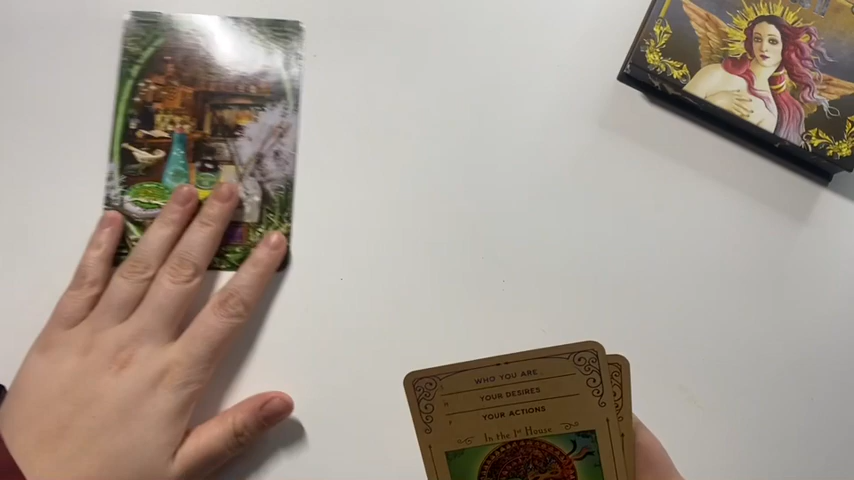 WHO YOU ARE
YOUR DESIRES
YOUR ACTIONS
In the 1st House